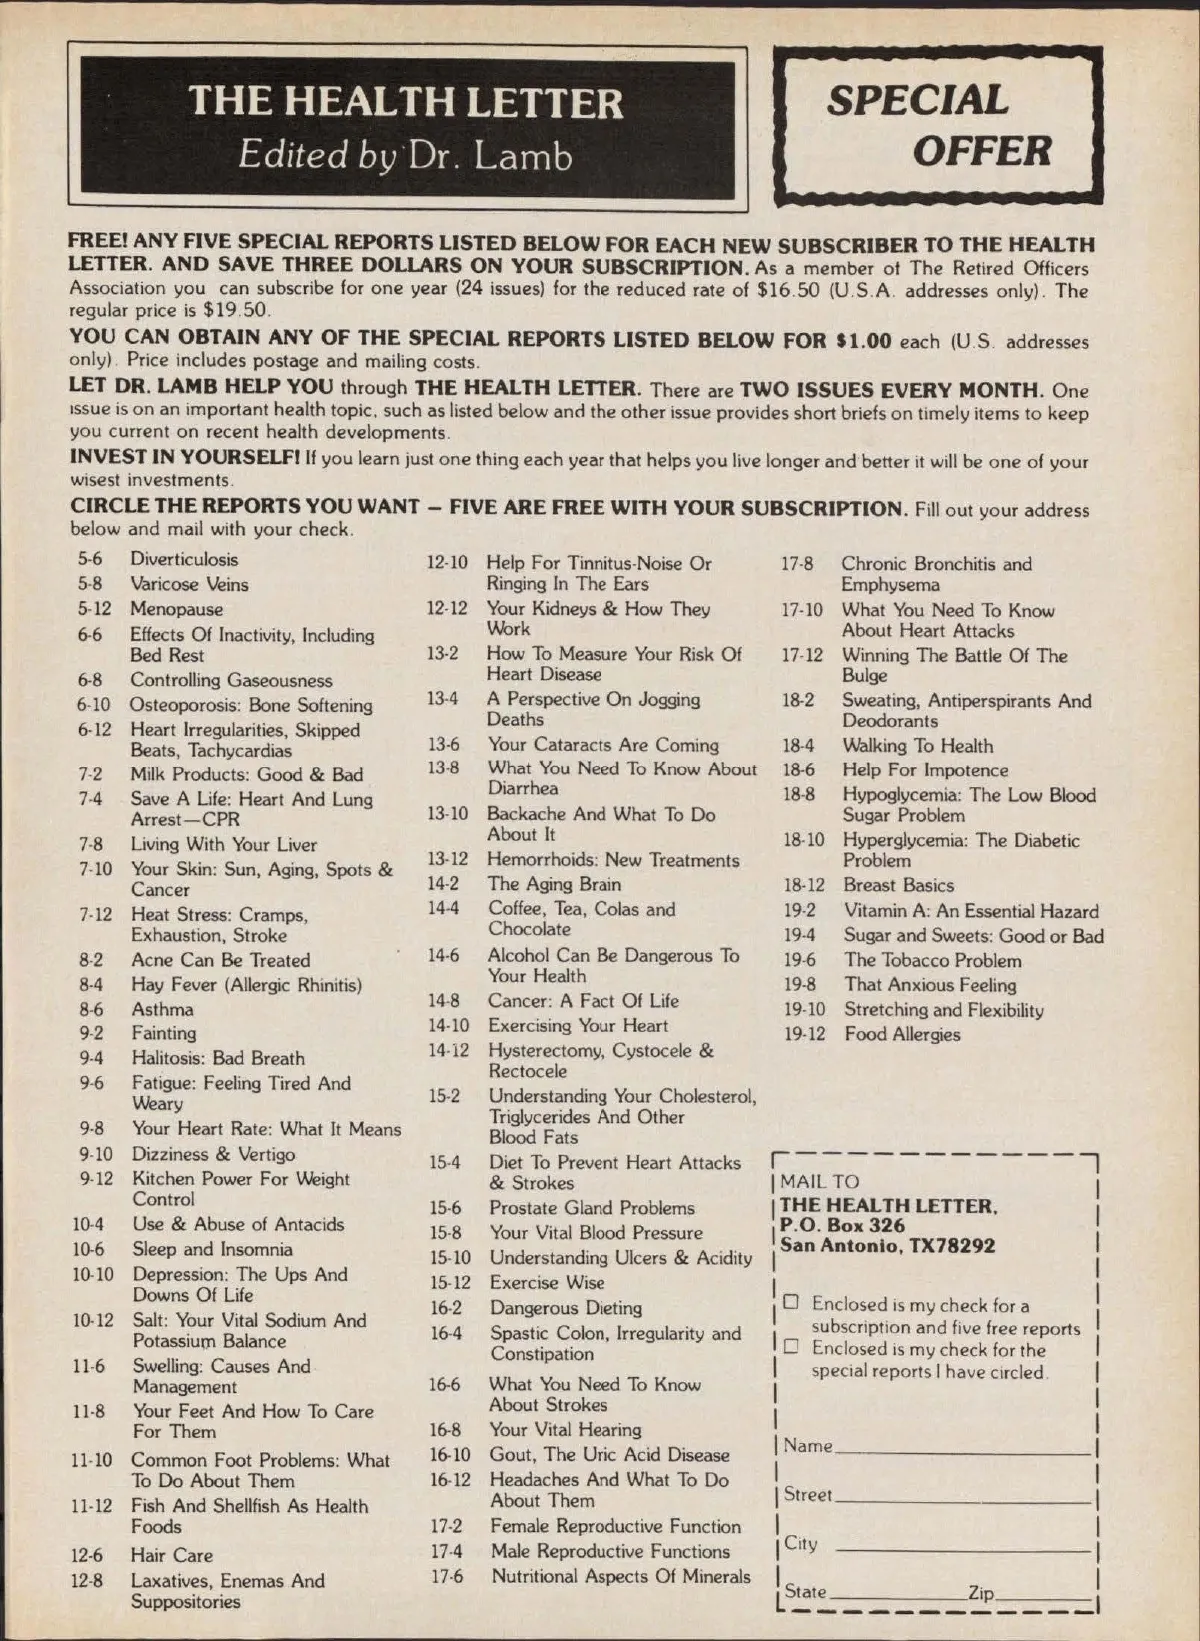 THE HEALTH LETTER
Edited by Dr. Lamb
SPECIAL
OFFER
FREE! ANY FIVE SPECIAL REPORTS LISTED BELOW FOR EACH NEW SUBSCRIBER TO THE HEALTH
LETTER. AND SAVE THREE DOLLARS ON YOUR SUBSCRIPTION. As a member of The Retired Officers
Association you can subscribe for one year (24 issues) for the reduced rate of $16.50 (U.S.A. addresses only). The
regular price is $19.50.
YOU CAN OBTAIN ANY OF THE SPECIAL REPORTS LISTED BELOW FOR $1.00 each (U.S. addresses
only). Price includes postage and mailing costs.
LET DR. LAMB HELP YOU through THE HEALTH LETTER. There are TWO ISSUES EVERY MONTH. One
issue is on an important health topic, such as listed below and the other issue provides short briefs on timely items to keep
you current on recent health developments.
INVEST IN YOURSELF! If you learn just one thing each year that helps you live longer and better it will be one of your
wisest investments.
CIRCLE THE REPORTS YOU WANT – FIVE ARE FREE WITH YOUR SUBSCRIPTION. Fill out your address
below and mail with your check.
5-6 Diverticulosis
5-8 Varicose Veins
5-12 Menopause
6-6 Effects Of Inactivity, Including
Bed Rest
6-8 Controlling Gaseousness
6-10 Osteoporosis: Bone Softening
6-12 Heart Irregularities, Skipped
Beats, Tachycardias
7-2 Milk Products: Good & Bad
7-4 Save A Life: Heart And Lung
Arrest—CPR
7-8 Living With Your Liver
7-10 Your Skin: Sun, Aging, Spots &
Cancer
7-12 Heat Stress: Cramps,
Exhaustion, Stroke
8-2 Acne Can Be Treated
8-4 Hay Fever (Allergic Rhinitis)
8-6 Asthma
9-2 Fainting
9-4 Halitosis: Bad Breath
9-6 Fatigue: Feeling Tired And
Weary
9-8 Your Heart Rate: What It Means
9-10 Dizziness & Vertigo
9-12 Kitchen Power For Weight
Control
10-4 Use & Abuse of Antacids
10-6 Sleep and Insomnia
10-10 Depression: The Ups And
Downs Of Life
10-12 Salt: Your Vital Sodium And
Potassium Balance
11-6 Swelling: Causes And
Management
11-8 Your Feet And How To Care
For Them
11-10 Common Foot Problems: What
To Do About Them
11-12 Fish And Shellfish As Health
Foods
12-6 Hair Care
12-8 Laxatives, Enemas And
Suppositories
12-10 Help For Tinnitus-Noise Or
Ringing In The Ears
12-12 Your Kidneys & How They
Work
13-2 How To Measure Your Risk Of
Heart Disease
13-4 A Perspective On Jogging
Deaths
13-6 Your Cataracts Are Coming
13-8 What You Need To Know About
Diarrhea
13-10 Backache And What To Do
About It
13-12 Hemorrhoids: New Treatments
14-2 The Aging Brain
14-4 Coffee, Tea, Colas and
Chocolate
14-6 Alcohol Can Be Dangerous To
Your Health
14-8 Cancer: A Fact Of Life
14-10 Exercising Your Heart
14-12 Hysterectomy, Cystocele &
Rectocele
15-2 Understanding Your Cholesterol,
Triglycerides And Other
Blood Fats
15-4 Diet To Prevent Heart Attacks
& Strokes
15-6 Prostate Gland Problems
15-8 Your Vital Blood Pressure
15-10 Understanding Ulcers & Acidity
15-12 Exercise Wise
16-2 Dangerous Dieting
16-4 Spastic Colon, Irregularity and
Constipation
16-6 What You Need To Know
About Strokes
16-8 Your Vital Hearing
16-10 Gout, The Uric Acid Disease
16-12 Headaches And What To Do
About Them
17-2 Female Reproductive Function
17-4 Male Reproductive Functions
17-6 Nutritional Aspects Of Minerals
17-8 Chronic Bronchitis and
Emphysema
17-10 What You Need To Know
About Heart Attacks
17-12 Winning The Battle Of The
Bulge
18-2 Sweating, Antiperspirants And
Deodorants
18-4 Walking To Health
18-6 Help For Impotence
18-8 Hypoglycemia: The Low Blood
Sugar Problem
18-10 Hyperglycemia: The Diabetic
Problem
18-12 Breast Basics
19-2 Vitamin A: An Essential Hazard
19-4 Sugar and Sweets: Good or Bad
19-6 The Tobacco Problem
19-8 That Anxious Feeling
19-10 Stretching and Flexibility
19-12 Food Allergies
MAIL TO
THE HEALTH LETTER,
P.O. Box 326
San Antonio, TX78292
Enclosed is my check for a
subscription and five free reports
Enclosed is my check for the
special reports I have circled.
Name
Street
City
State Zip